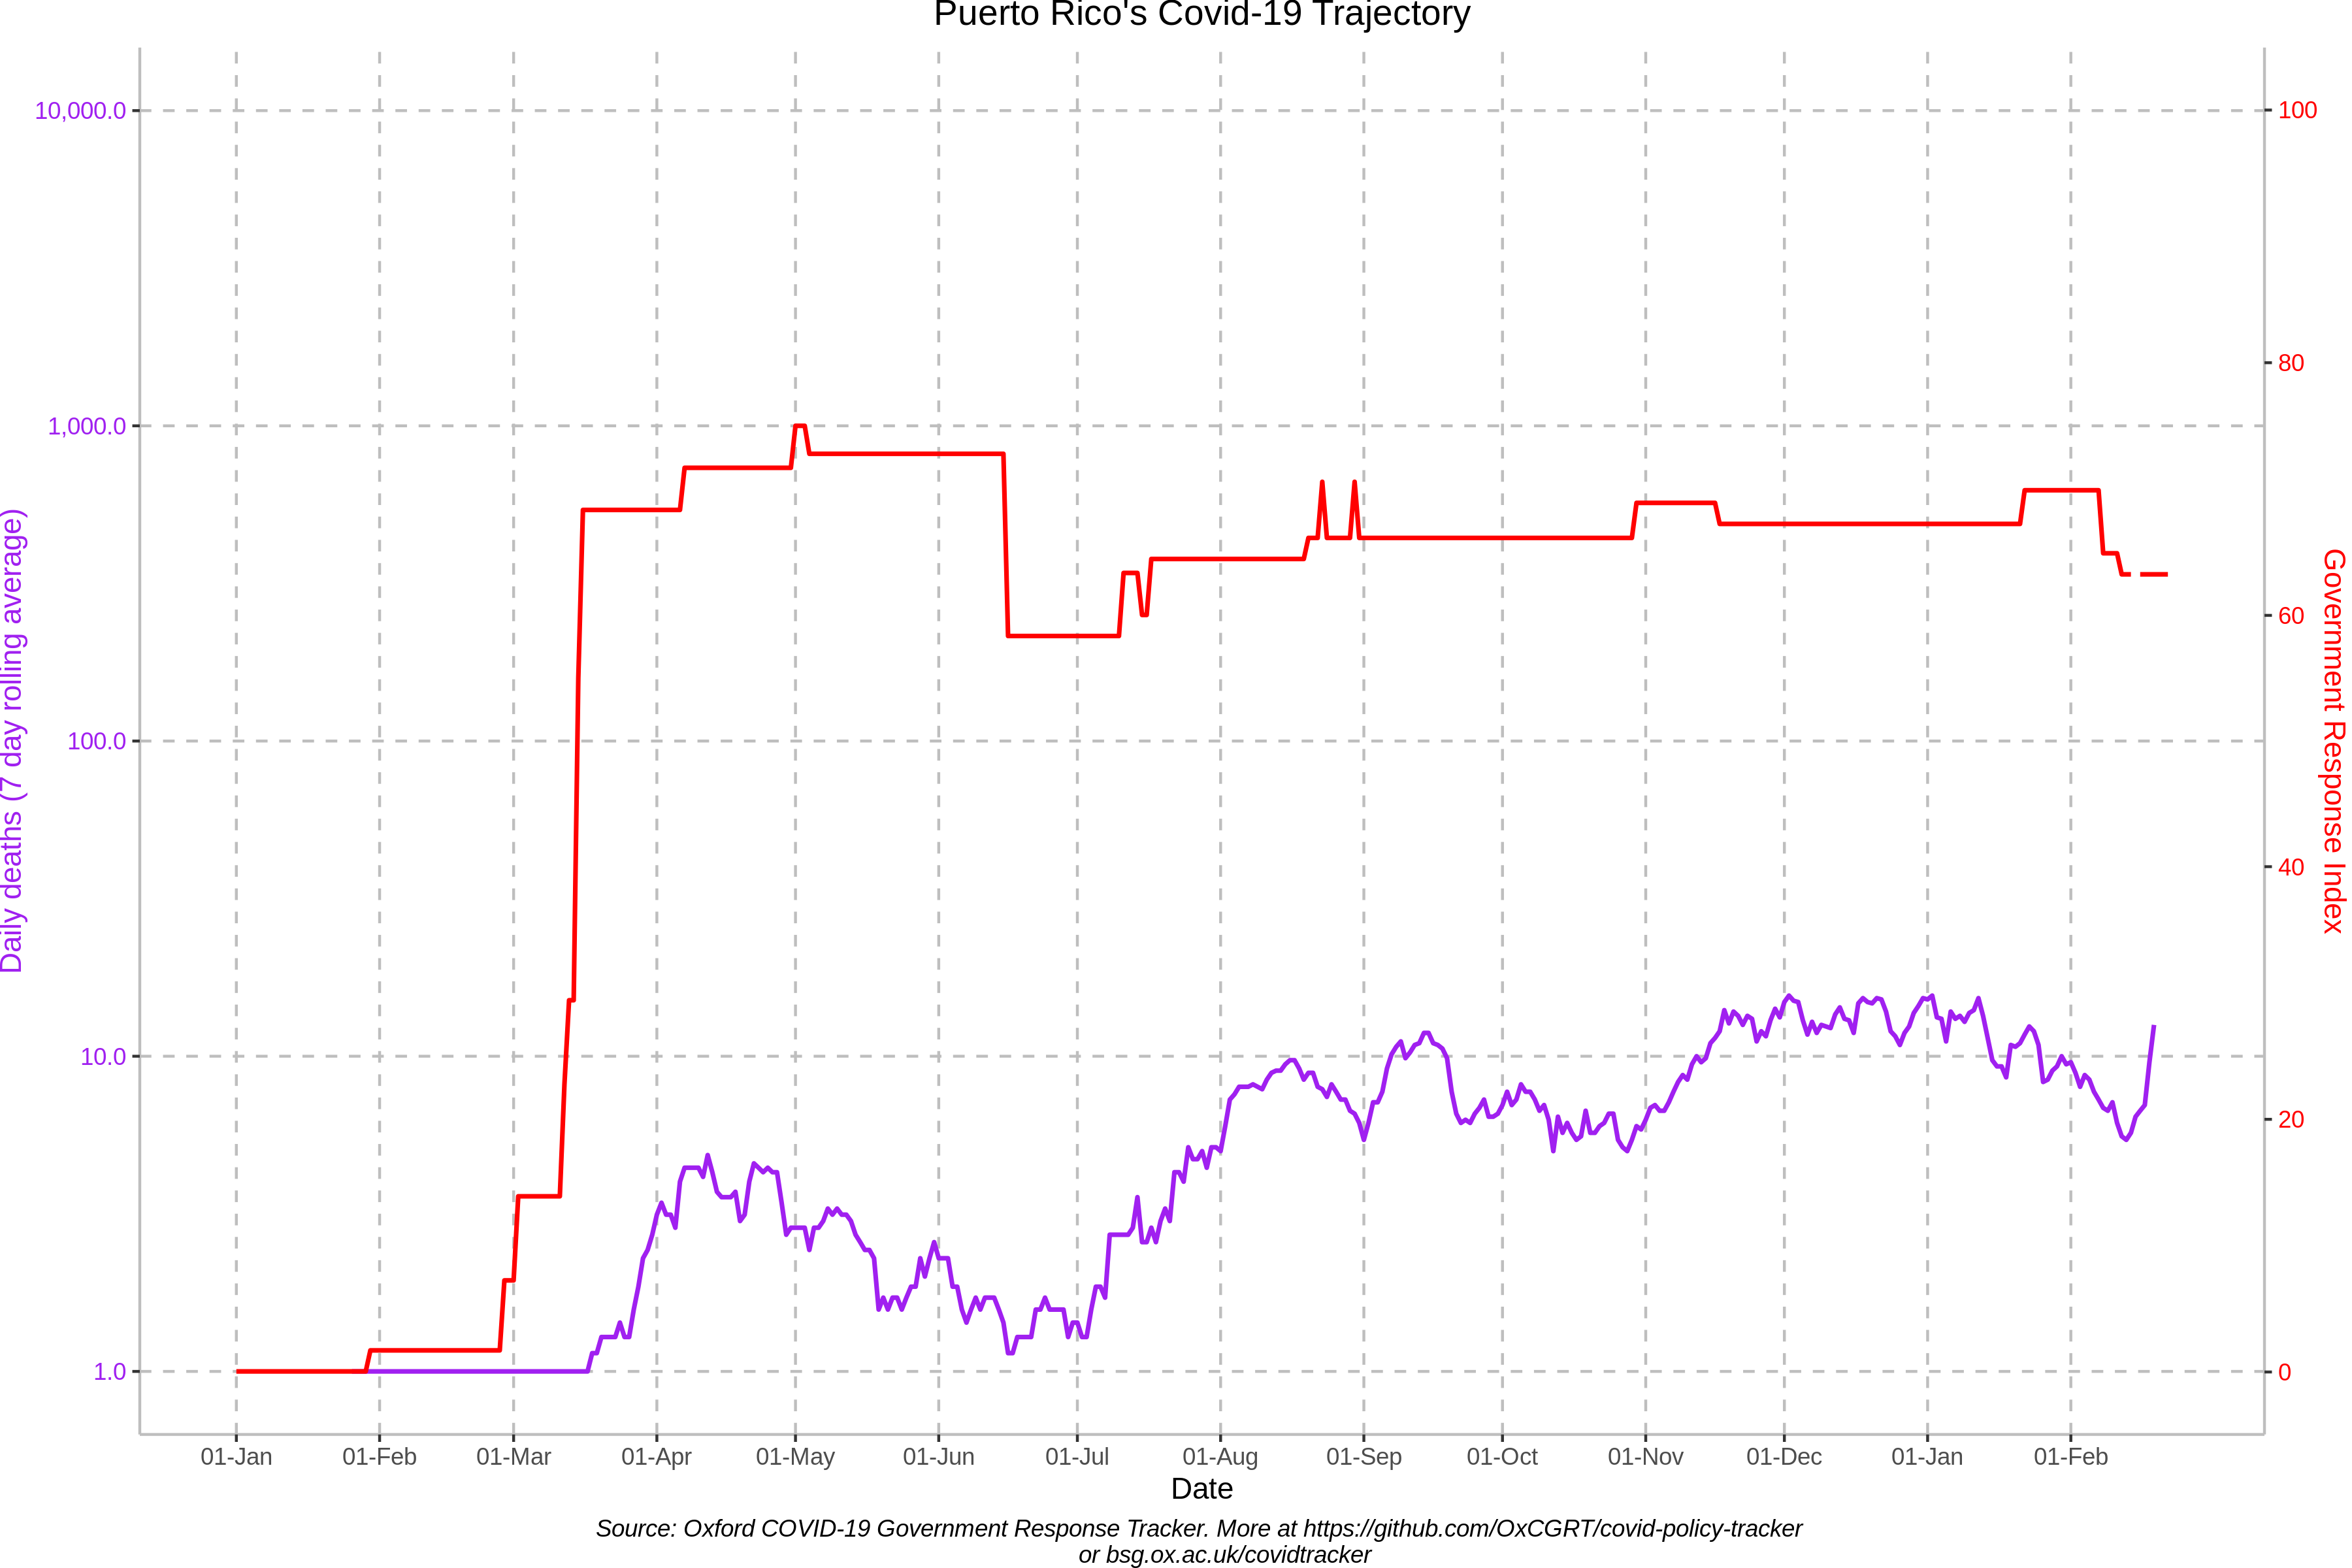 Puerto Rico's Covid-19 Trajectory
10,000.0
1,000.0
100.0
10.0
1.0
Daily deaths (7 day rolling average)
100
80
60
40
20
0
Government Response Index
01-Jan 01-Feb 01-Mar 01-Apr 01-May 01-Jun 01-Jul 01-Aug 01-Sep 01-Oct 01-Nov 01-Dec 01-Jan 01-Feb
Date
Source: Oxford COVID-19 Government Response Tracker. More at https://github.com/OxCGRT/covid-policy-tracker
or bsg.ox.ac.uk/covidtracker